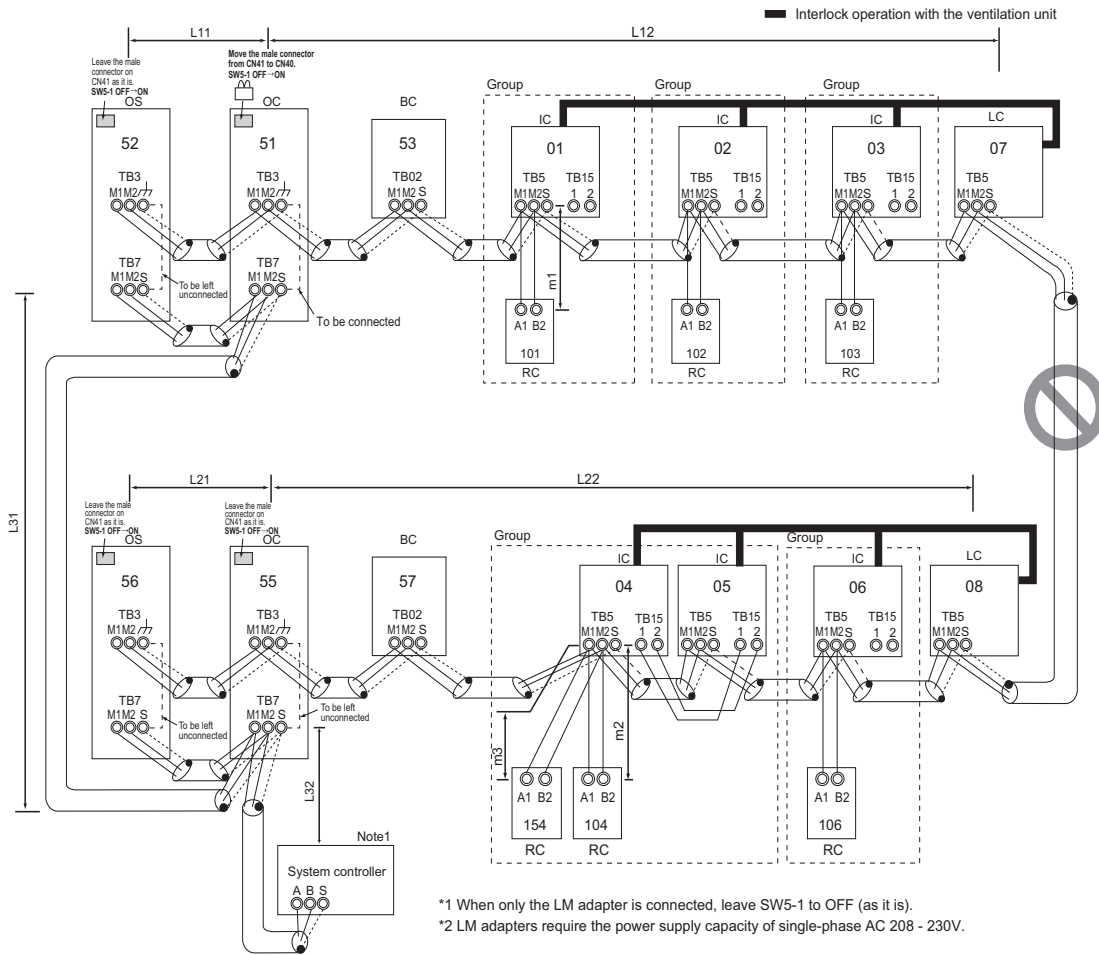 Interlock operation with the ventilation unit
L11
L12
Leave the male
connector on
CN41 as it is.
SW5-1 OFF→ON
Move the male connector
from CN41 to CN40.
SW5-1 OFF→ON
OS
OC
BC
Group
Group
Group
IC
IC
IC
LC
52
51
53
01
02
03
07
TB3
TB3
TB02
TB5 TB15
TB5 TB15
TB5 TB15
TB5
M1M2
M1M2
M1M2 S
M1M2S 1 2
M1M2S 1 2
M1M2S 1 2
M1M2S
TB7
M1M2S
To be left
unconnected
TB7
M1 M2S
To be connected
m1
A1 B2
101
RC
A1 B2
102
RC
A1 B2
103
RC
L31
L21
L22
Leave the male
connector on
CN41 as it is.
SW5-1 OFF→ON
Leave the male
connector on
CN41 as it is.
SW5-1 OFF→ON
OS
OC
BC
Group
Group
IC
IC
IC
LC
56
55
57
04
05
06
08
TB3
TB3
TB02
TB5 TB15
TB5 TB15
TB5 TB15
TB5
M1M2
M1M2
M1M2 S
M1M2S 1 2
M1M2S 1 2
M1M2S 1 2
M1M2S
TB7
M1M2S
To be left
unconnected
TB7
M1M2 S
To be left
unconnected
L32
m3
m2
A1 B2
154
RC
A1 B2
104
RC
A1 B2
106
RC
Note1
System controller
A B S
*1 When only the LM adapter is connected, leave SW5-1 to OFF (as it is).
*2 LM adapters require the power supply capacity of single-phase AC 208 - 230V.